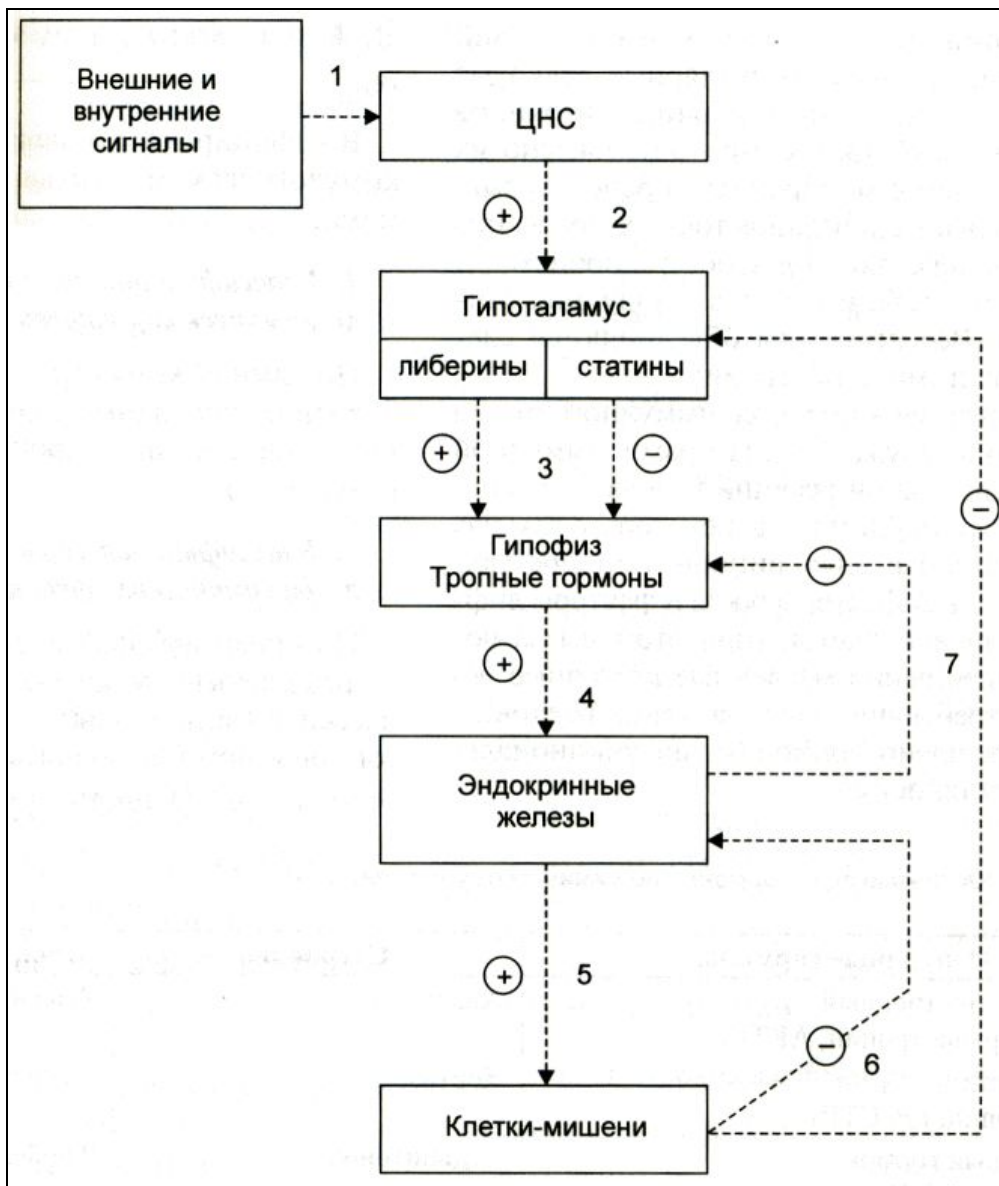 Внешние и
внутренние
сигналы
1
ЦНС
+
2
Гипоталамус
либерины
статины
+
3
−
−
Гипофиз
Тропные гормоны
−
+
4
7
Эндокринные
железы
+
5
−
6
Клетки-мишени